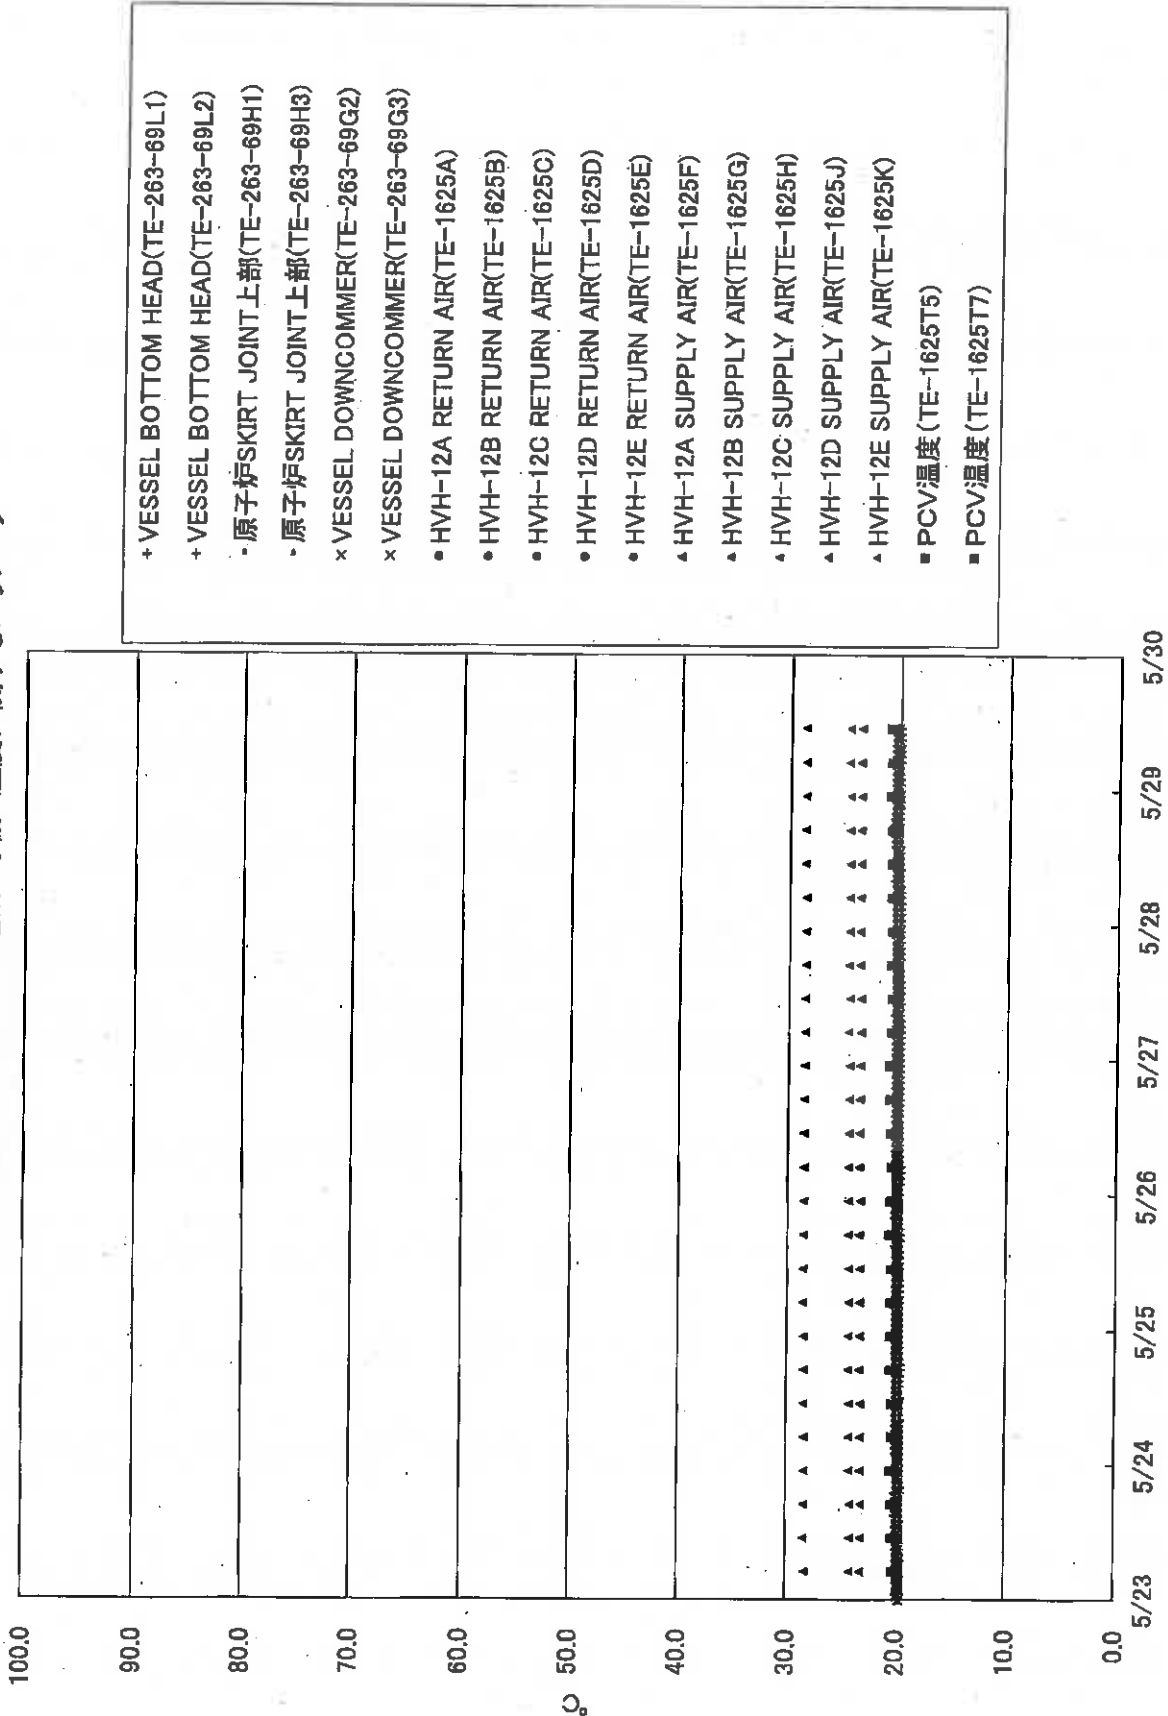 + VESSEL BOTTOM HEAD(TE-263-69L1)
+ VESSEL BOTTOM HEAD(TE-263-69L2)
- 原子炉SKIRT JOINT上部(TE-263-69H1)
- 原子炉SKIRT JOINT上部(TE-263-69H3)
× VESSEL DOWNCOMMER(TE-263-69G2)
× VESSEL DOWNCOMMER(TE-263-69G3)
● HVH-12A RETURN AIR(TE-1625A)
● HVH-12B RETURN AIR(TE-1625B)
● HVH-12C RETURN AIR(TE-1625C)
● HVH-12D RETURN AIR(TE-1625D)
● HVH-12E RETURN AIR(TE-1625E)
▲ HVH-12A SUPPLY AIR(TE-1625F)
▲ HVH-12B SUPPLY AIR(TE-1625G)
▲ HVH-12C SUPPLY AIR(TE-1625H)
▲ HVH-12D SUPPLY AIR(TE-1625J)
▲ HVH-12E SUPPLY AIR(TE-1625K)
■ PCV温度(TE-1625T5)
■ PCV温度(TE-1625T7)
100.0
90.0
80.0
70.0
60.0
50.0
40.0
30.0
20.0
10.0
0.0
℃
5/23
5/24
5/25
5/26
5/27
5/28
5/29
5/30